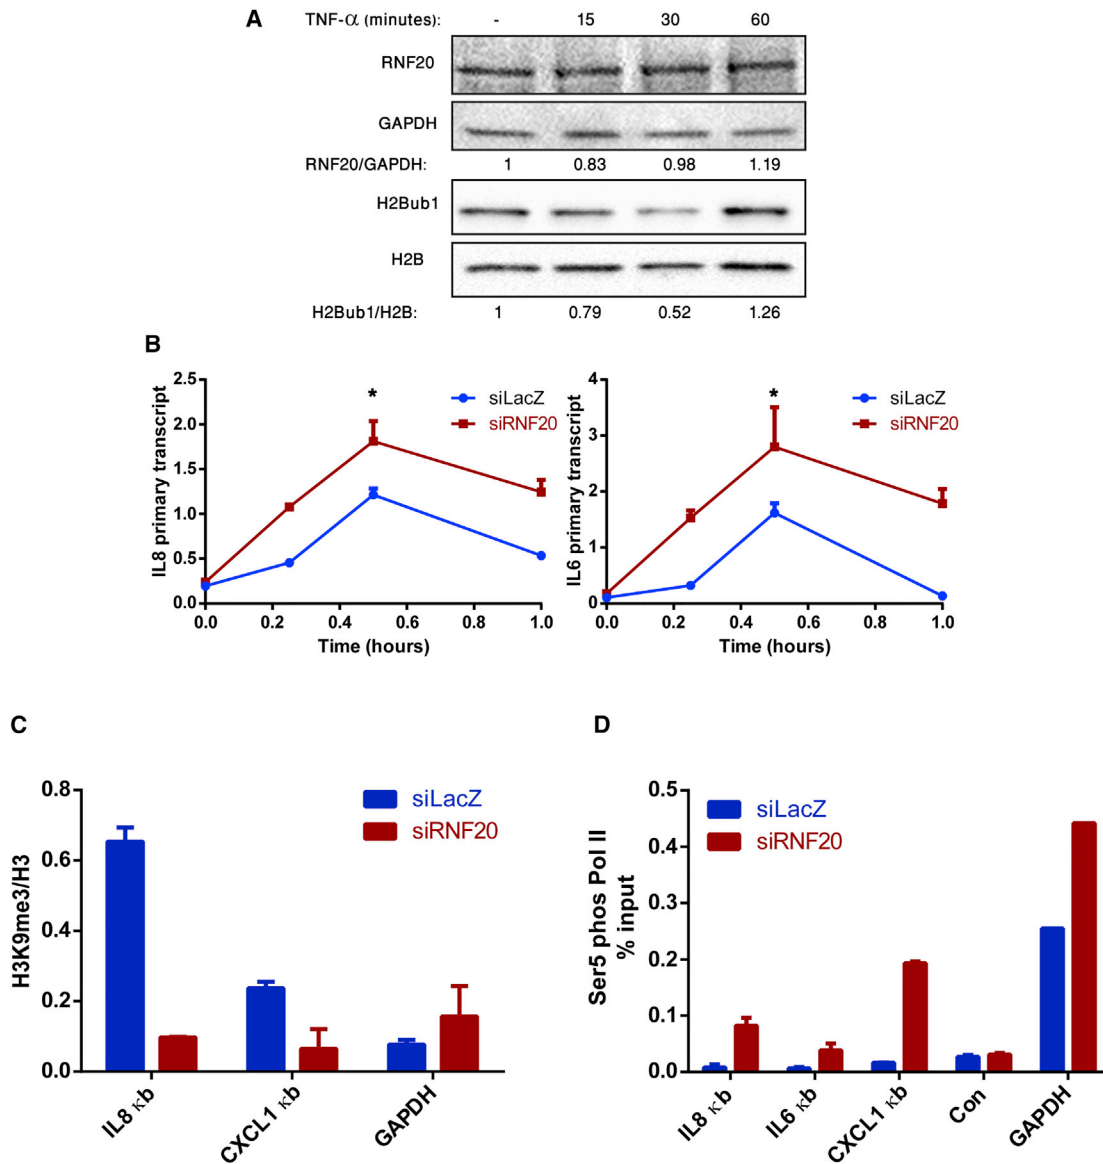 A
TNF-α (minutes): - 15 30 60
RNF20
GAPDH
RNF20/GAPDH: 1 0.83 0.98 1.19
H2Bub1
H2B
H2Bub1/H2B: 1 0.79 0.52 1.26
B
IL8 primary transcript
2.5
2.0
1.5
1.0
0.5
0.0
*
siLacZ
siRNF20
0.0 0.2 0.4 0.6 0.8 1.0
Time (hours)
IL6 primary transcript
4
3
2
1
0
*
siLacZ
siRNF20
0.0 0.2 0.4 0.6 0.8 1.0
Time (hours)
C
H3K9me3/H3
0.8
0.6
0.4
0.2
0.0
siLacZ
siRNF20
IL8 κb
CXCL1 κb
GAPDH
D
Ser5 phos Pol II
% input
0.5
0.4
0.3
0.2
0.1
0.0
siLacZ
siRNF20
IL8 κb
IL6 κb
CXCL1 κb
Con
GAPDH